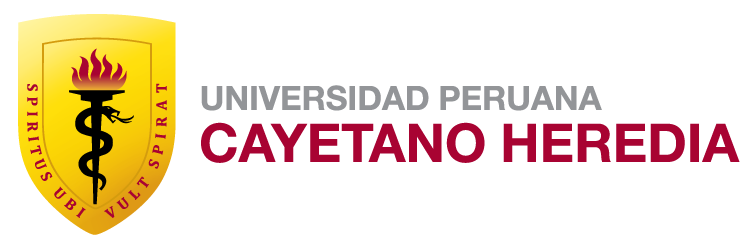 SPIRITUS UBI VULT SPIRAT
UNIVERSIDAD PERUANA
CAYETANO HEREDIA